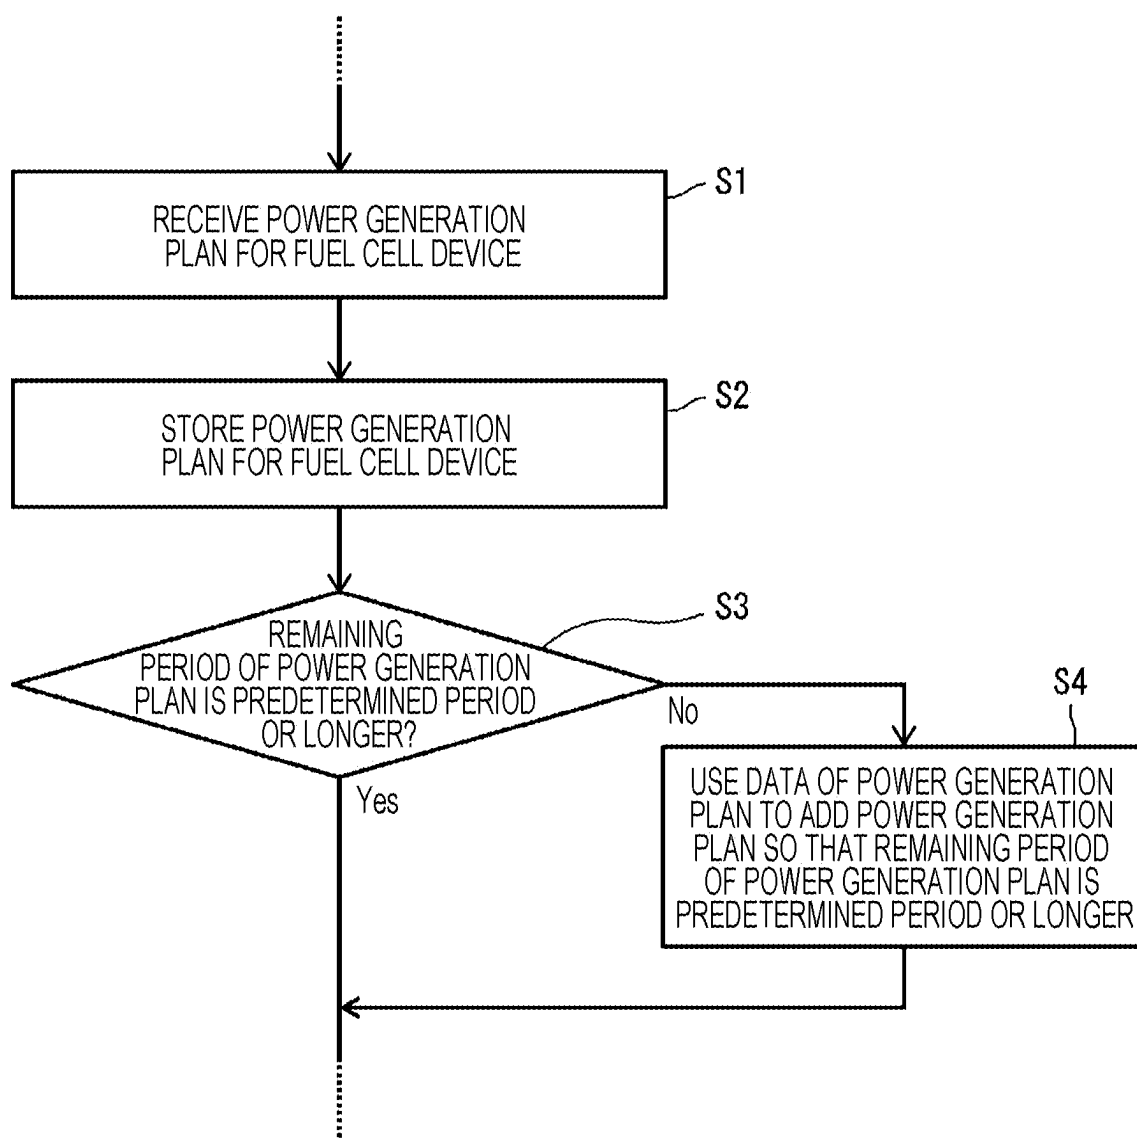 S1
RECEIVE POWER GENERATION
PLAN FOR FUEL CELL DEVICE
S2
STORE POWER GENERATION
PLAN FOR FUEL CELL DEVICE
S3
REMAINING
PERIOD OF POWER GENERATION
PLAN IS PREDETERMINED PERIOD
OR LONGER?
No
Yes
S4
USE DATA OF POWER GENERATION
PLAN TO ADD POWER GENERATION
PLAN SO THAT REMAINING PERIOD
OF POWER GENERATION PLAN IS
PREDETERMINED PERIOD OR LONGER